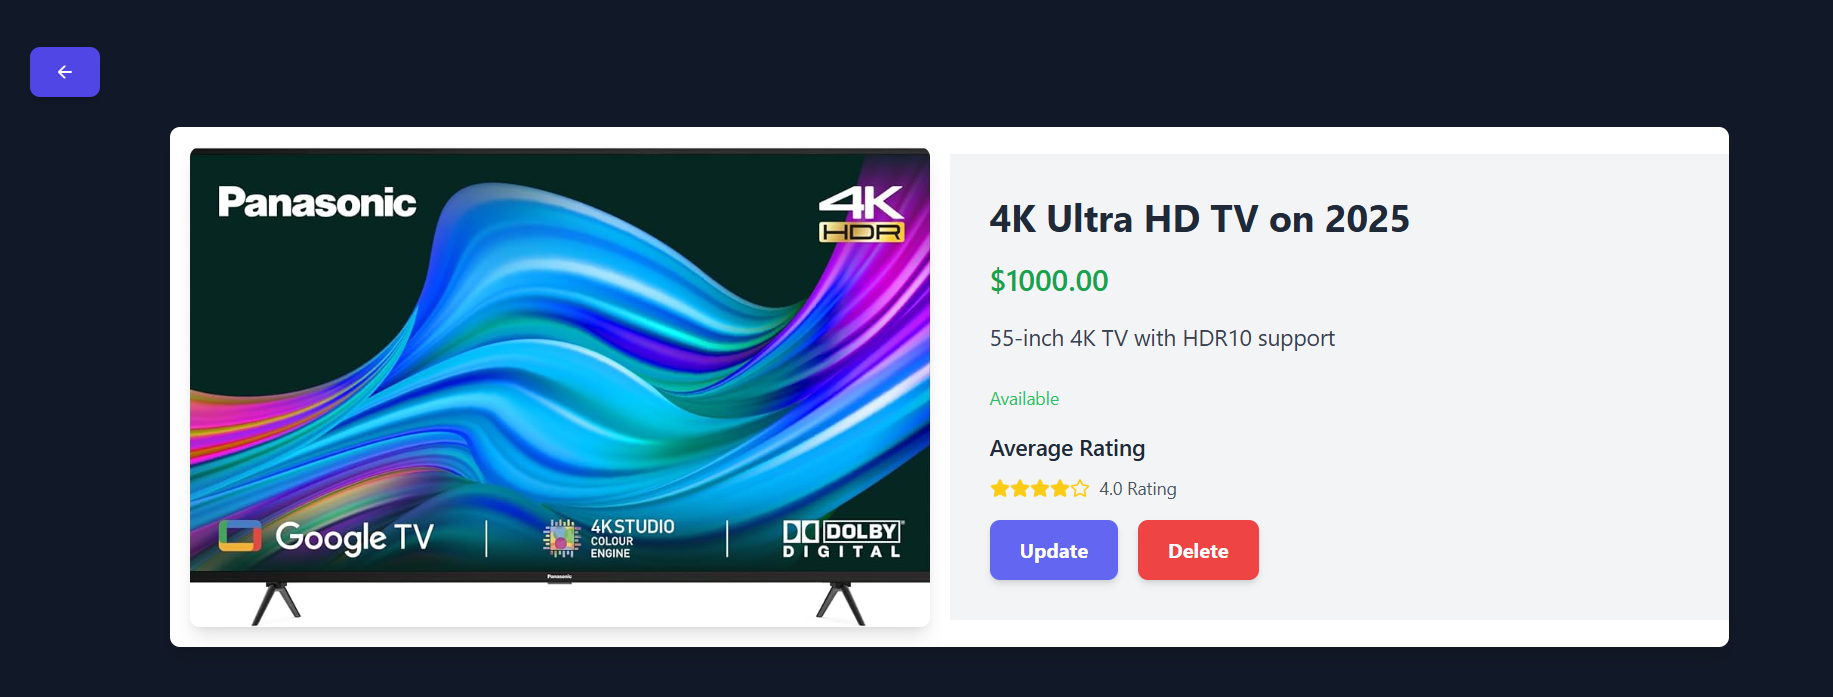 Panasonic
4K
HDR
Google TV
4K STUDIO
COLOUR
ENGINE
DOLBY
DIGITAL
Panasonic
4K Ultra HD TV on 2025
$1000.00
55-inch 4K TV with HDR10 support
Available
Average Rating
4.0 Rating
Update
Delete